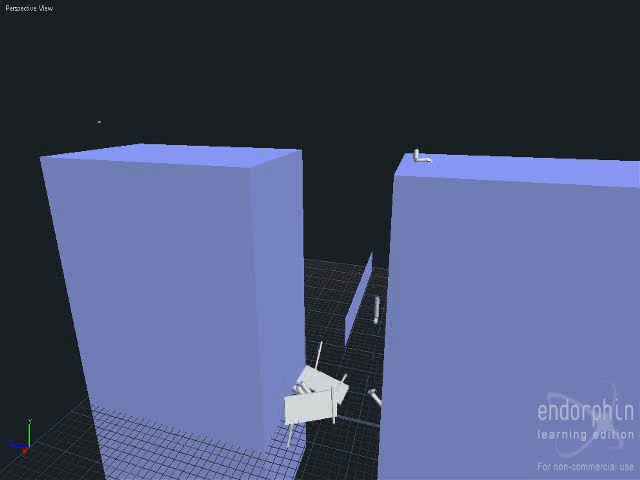 Perspective View
Y
endorphin
learning edition
For non-commercial use